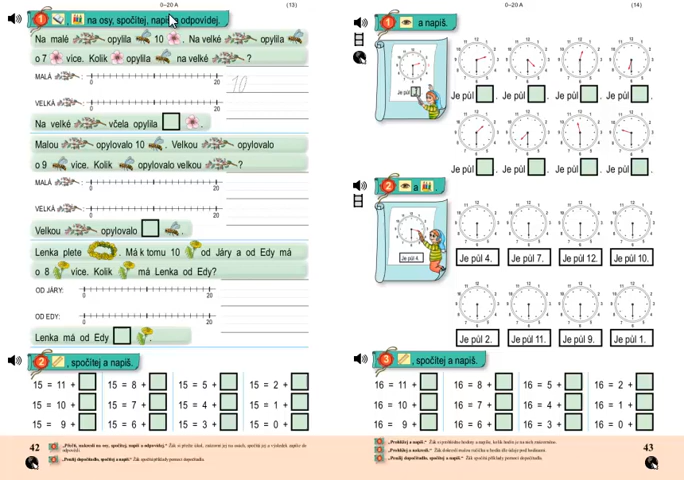 0–20 A (13)
1 , na osy, spočítej, napiš, odpovídej.
Na malé opylila 10 . Na velké opylila
o 7 více. Kolik opylila na velké ?
MALÁ : 0 20
10
VELKÁ : 0 20
Na velké včela opylila .
Malou opylovalo 10 . Velkou opylovalo
o 9 více. Kolik opylovalo velkou ?
MALÁ : 0 20
VELKÁ : 0 20
Velkou opylovalo .
Lenka plete . Má k tomu 10 od Járy a od Edy má
o 8 více. Kolik má Lenka od Edy?
OD JÁRY: 0 20
OD EDY: 0 20
Lenka má od Edy .
2 , spočítej a napiš.
15 = 11 + 15 = 8 + 15 = 5 + 15 = 2 +
15 = 10 + 15 = 7 + 15 = 4 + 15 = 1 +
15 = 9 + 15 = 6 + 15 = 3 + 15 = 0 +
42
0–20 A (14)
1 a napiš.
Je půl
Je půl . Je půl . Je půl . Je půl .
Je půl . Je půl . Je půl . Je půl .
2 a .
Je půl 4.
Je půl 4. Je půl 7. Je půl 12. Je půl 10.
Je půl 2. Je půl 11. Je půl 9. Je půl 1.
3 , spočítej a napiš.
16 = 11 + 16 = 8 + 16 = 5 + 16 = 2 +
16 = 10 + 16 = 7 + 16 = 4 + 16 = 1 +
16 = 9 + 16 = 6 + 16 = 3 + 16 = 0 +
43